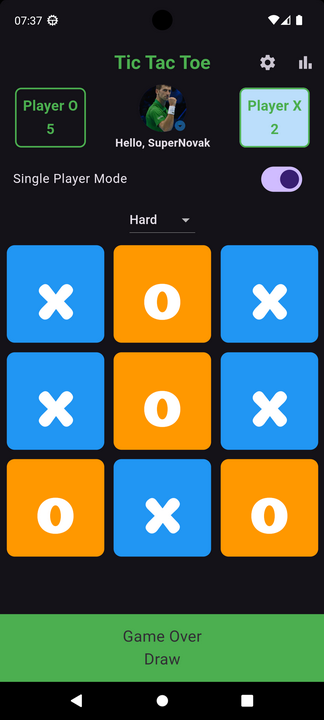 07:37
Tic Tac Toe
Player O
5
Hello, SuperNovak
Player X
2
Single Player Mode
Hard
X O X
X O X
O X O
Game Over
Draw